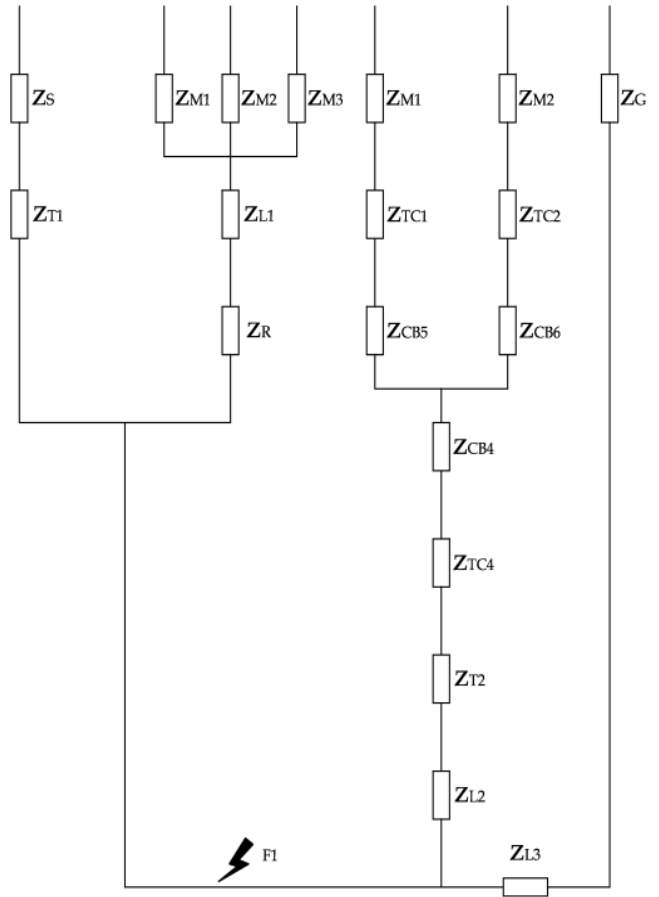 ZS ZM1 ZM2 ZM3 ZM1 ZM2 ZG
ZT1 ZL1 ZTC1 ZTC2
ZR ZCB5 ZCB6
ZCB4
ZTC4
ZT2
ZL2
F1 ZL3